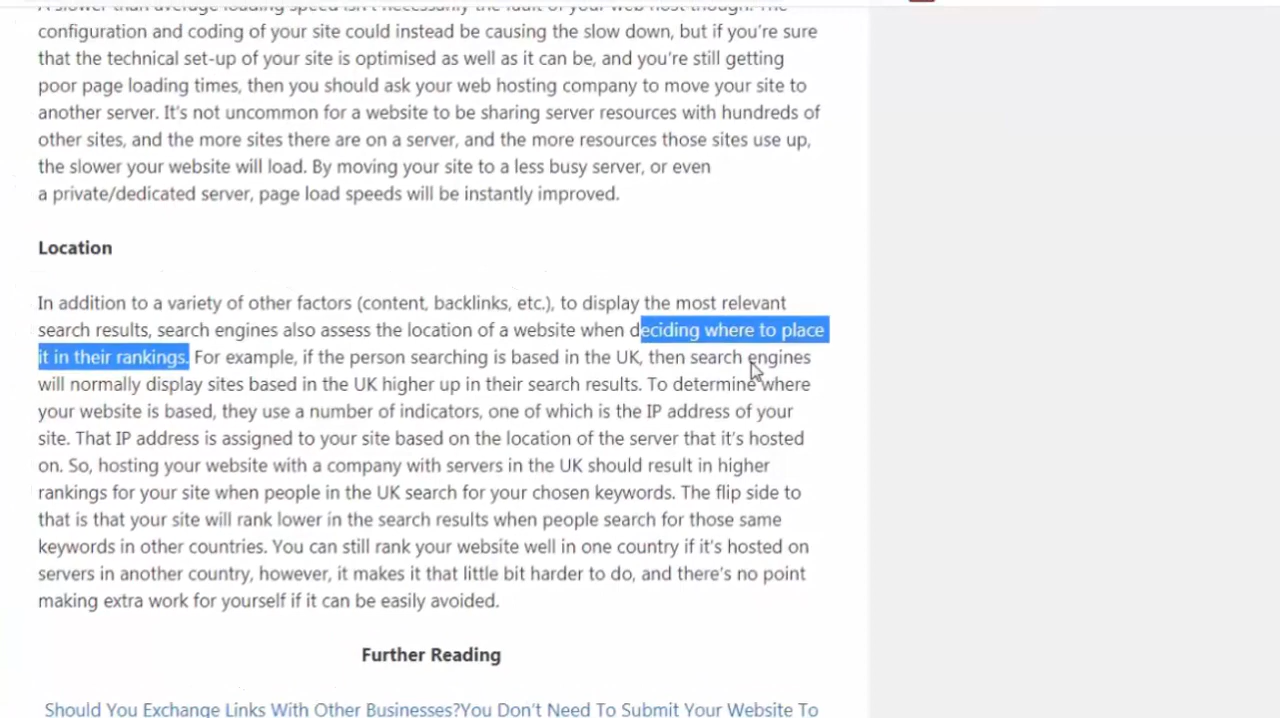 A slower than average loading speed isn't necessarily the fault of your web host though. The
configuration and coding of your site could instead be causing the slow down, but if you're sure
that the technical set-up of your site is optimised as well as it can be, and you're still getting
poor page loading times, then you should ask your web hosting company to move your site to
another server. It's not uncommon for a website to be sharing server resources with hundreds of
other sites, and the more sites there are on a server, and the more resources those sites use up,
the slower your website will load. By moving your site to a less busy server, or even
a private/dedicated server, page load speeds will be instantly improved.
Location
In addition to a variety of other factors (content, backlinks, etc.), to display the most relevant
search results, search engines also assess the location of a website when deciding where to place
it in their rankings. For example, if the person searching is based in the UK, then search engines
will normally display sites based in the UK higher up in their search results. To determine where
your website is based, they use a number of indicators, one of which is the IP address of your
site. That IP address is assigned to your site based on the location of the server that it's hosted
on. So, hosting your website with a company with servers in the UK should result in higher
rankings for your site when people in the UK search for your chosen keywords. The flip side to
that is that your site will rank lower in the search results when people search for those same
keywords in other countries. You can still rank your website well in one country if it's hosted on
servers in another country, however, it makes it that little bit harder to do, and there's no point
making extra work for yourself if it can be easily avoided.
Further Reading
Should You Exchange Links With Other Businesses?You Don't Need To Submit Your Website To